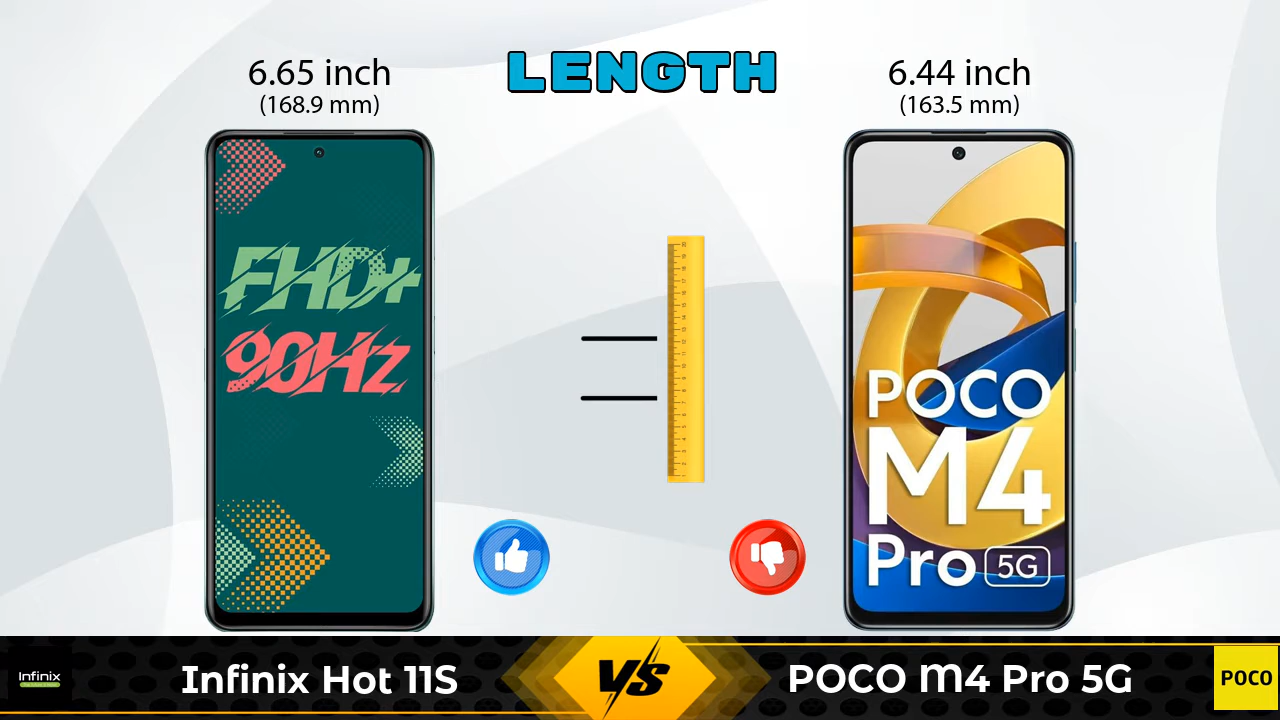 LENGTH
6.65 inch
(168.9 mm)
6.44 inch
(163.5 mm)
FHD+
90Hz
POCO
M4
Pro 5G
Infinix
Infinix Hot 11S
VS
POCO M4 Pro 5G
POCO